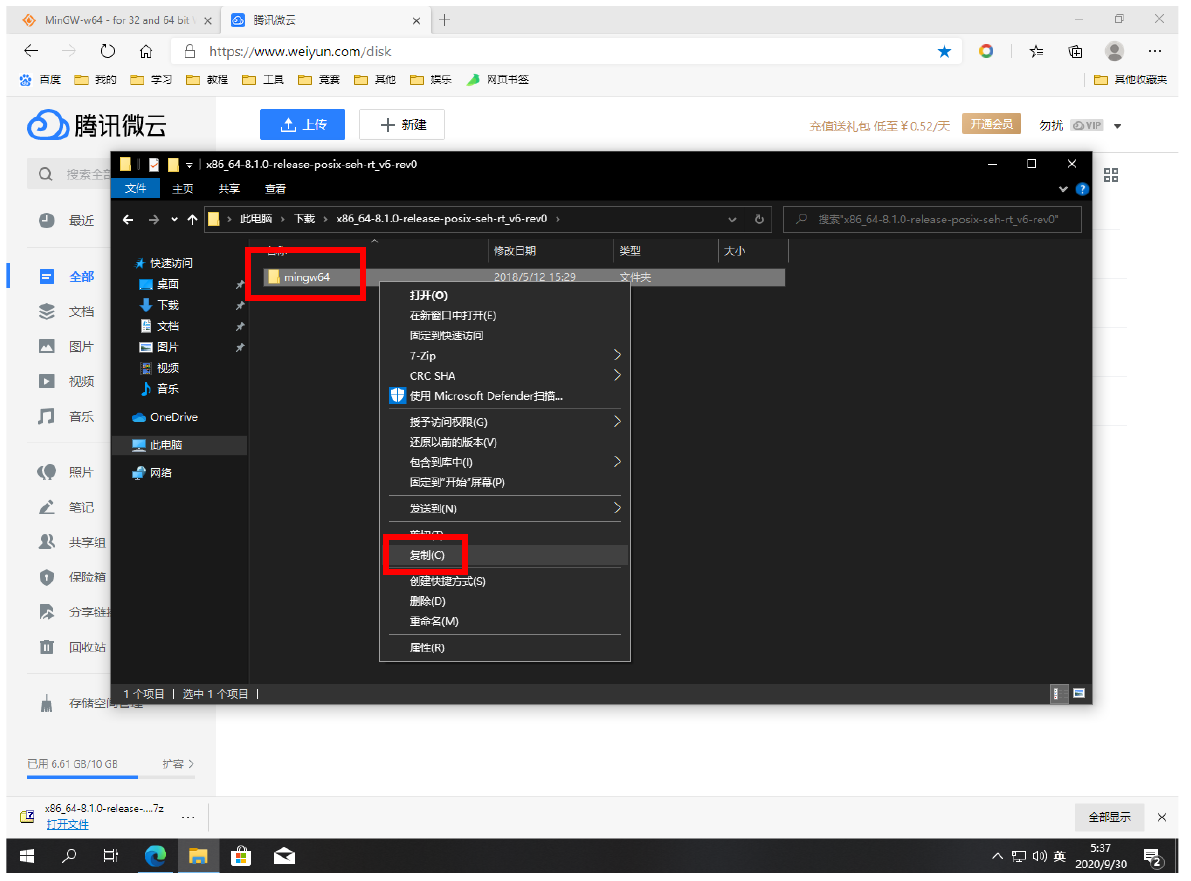 MinGW-w64 - for 32 and 64 bit
腾讯微云
https://www.weiyun.com/disk
百度 我的 学习 教程 工具 竞赛 其他 娱乐 网页书签 其他收藏夹
腾讯微云
上传 新建
充值送礼包 低至¥0.52/天 开通会员 勿扰 VIP
搜索全部
最近
全部
文档
图片
视频
音乐
照片
笔记
共享组
保险箱
分享链接
回收站
存储空间管理
已用 6.61 GB/10 GB 扩容
x86_64-8.1.0-release-posix-seh-rt_v6-rev0
文件 主页 共享 查看
此电脑 下载 x86_64-8.1.0-release-posix-seh-rt_v6-rev0
搜索"x86_64-8.1.0-release-posix-seh-rt_v6-rev0"
名称 修改日期 类型 大小
mingw64 2018/5/12 15:29 文件夹
快速访问
桌面
下载
文档
图片
视频
音乐
OneDrive
此电脑
网络
打开(O)
在新窗口中打开(E)
固定到快速访问
7-Zip
CRC SHA
使用 Microsoft Defender扫描...
授予访问权限(G)
还原以前的版本(V)
包含到库中(I)
固定到"开始"屏幕(P)
发送到(N)
剪切(T)
复制(C)
创建快捷方式(S)
删除(D)
重命名(M)
属性(R)
1 个项目 选中 1 个项目
x86_64-8.1.0-release-....7z
打开文件
全部显示
英
5:37
2020/9/30
2